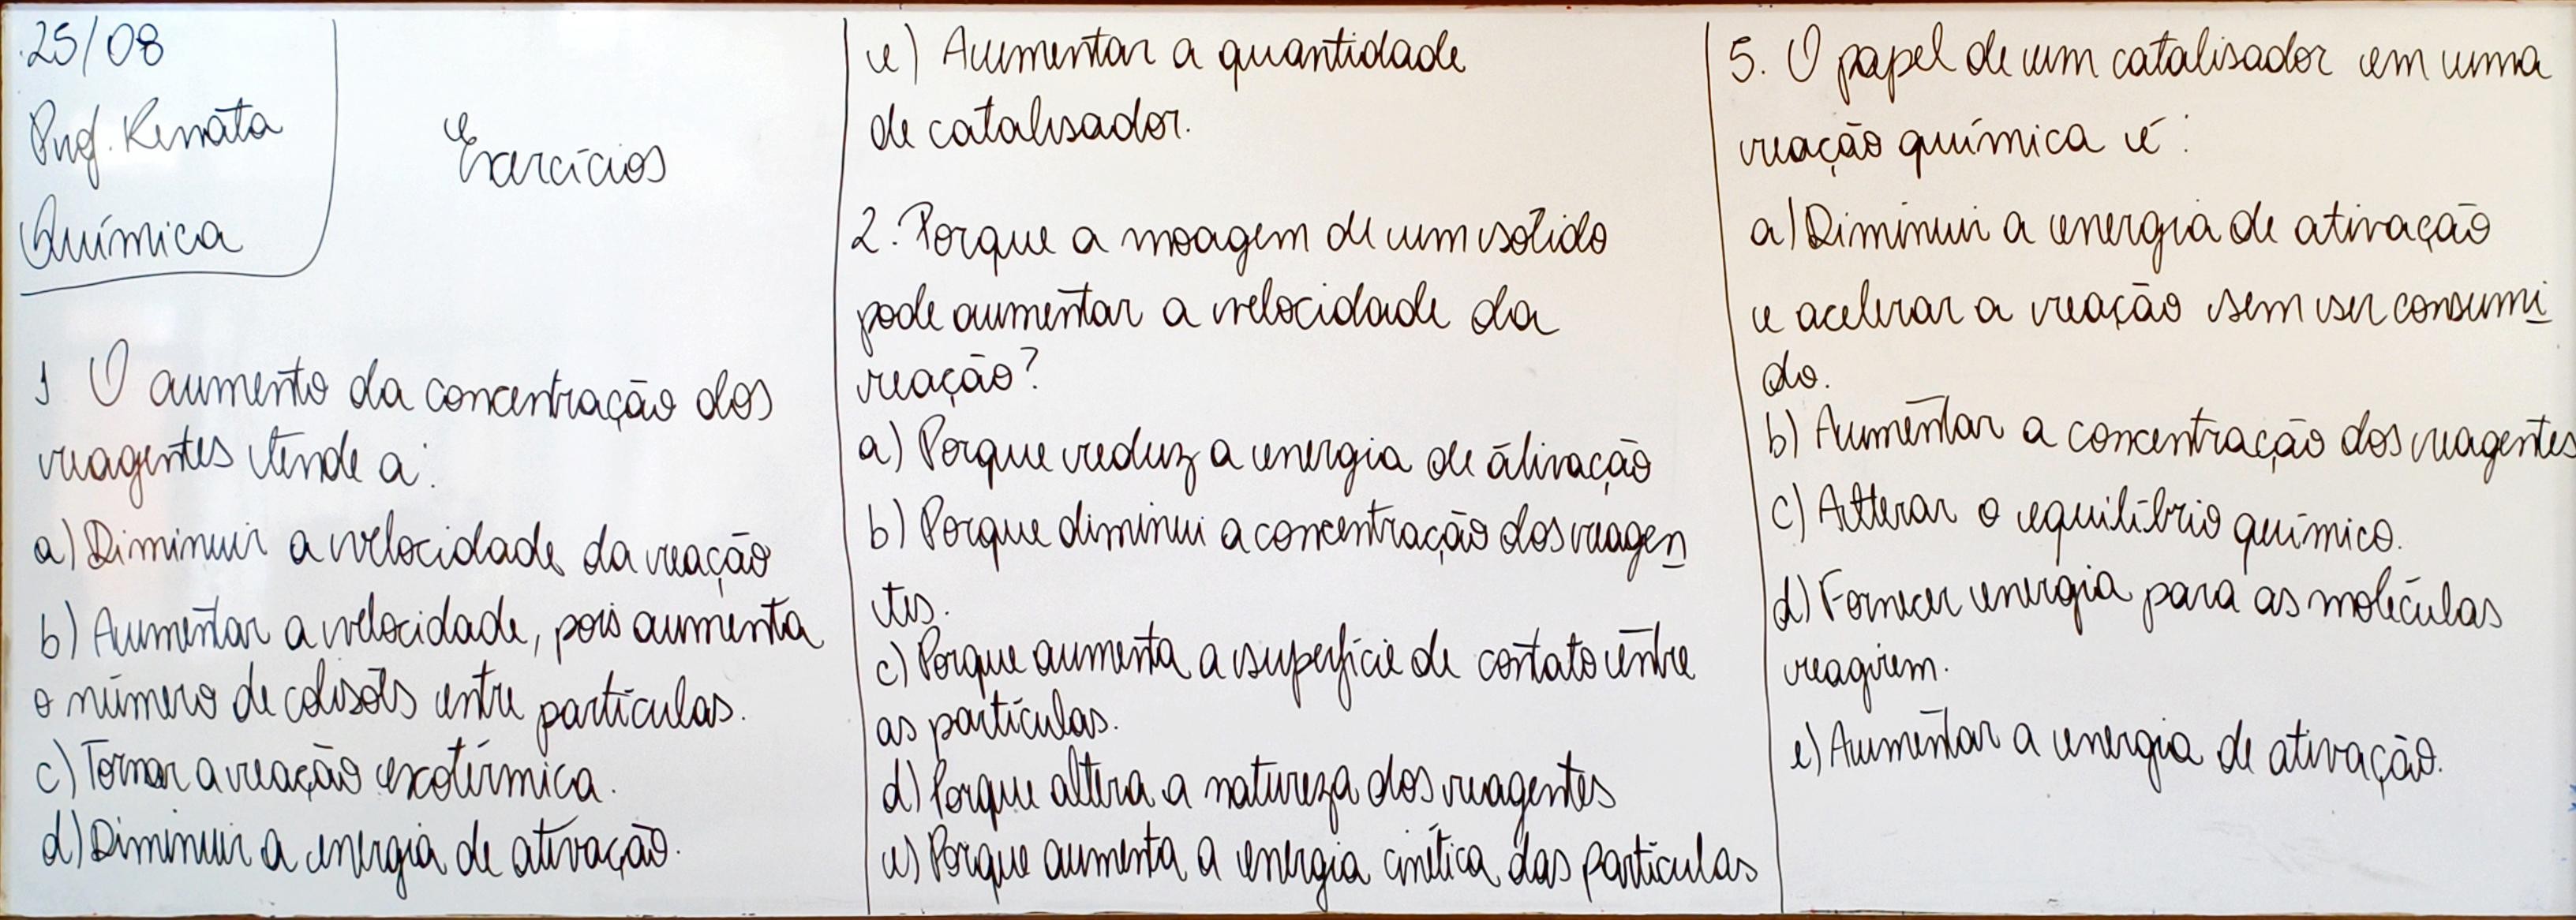 25/08
Prof. Renata
Química
Exercícios
1 O aumento da concentração dos
reagentes tende a:
a) Diminuir a velocidade da reação
b) Aumentar a velocidade, pois aumenta
o número de colisões entre partículas.
c) Tornar a reação exotérmica.
d) Diminuir a energia de ativação.
e) Aumentar a quantidade
de catalisador.
2. Porque a moagem de um sólido
pode aumentar a velocidade da
reação?
a) Porque reduz a energia de ativação
b) Porque diminui a concentração dos reagen
tes.
c) Porque aumenta a superfície de contato entre
as partículas.
d) Porque altera a natureza dos reagentes
e) Porque aumenta a energia cinética das partículas
5. O papel de um catalisador em uma
reação química é:
a) Diminuir a energia de ativação
e acelerar a reação sem ser consumi
do.
b) Aumentar a concentração dos reagentes
c) Alterar o equilíbrio químico.
d) Fornecer energia para as moléculas
reagirem.
e) Aumentar a energia de ativação.